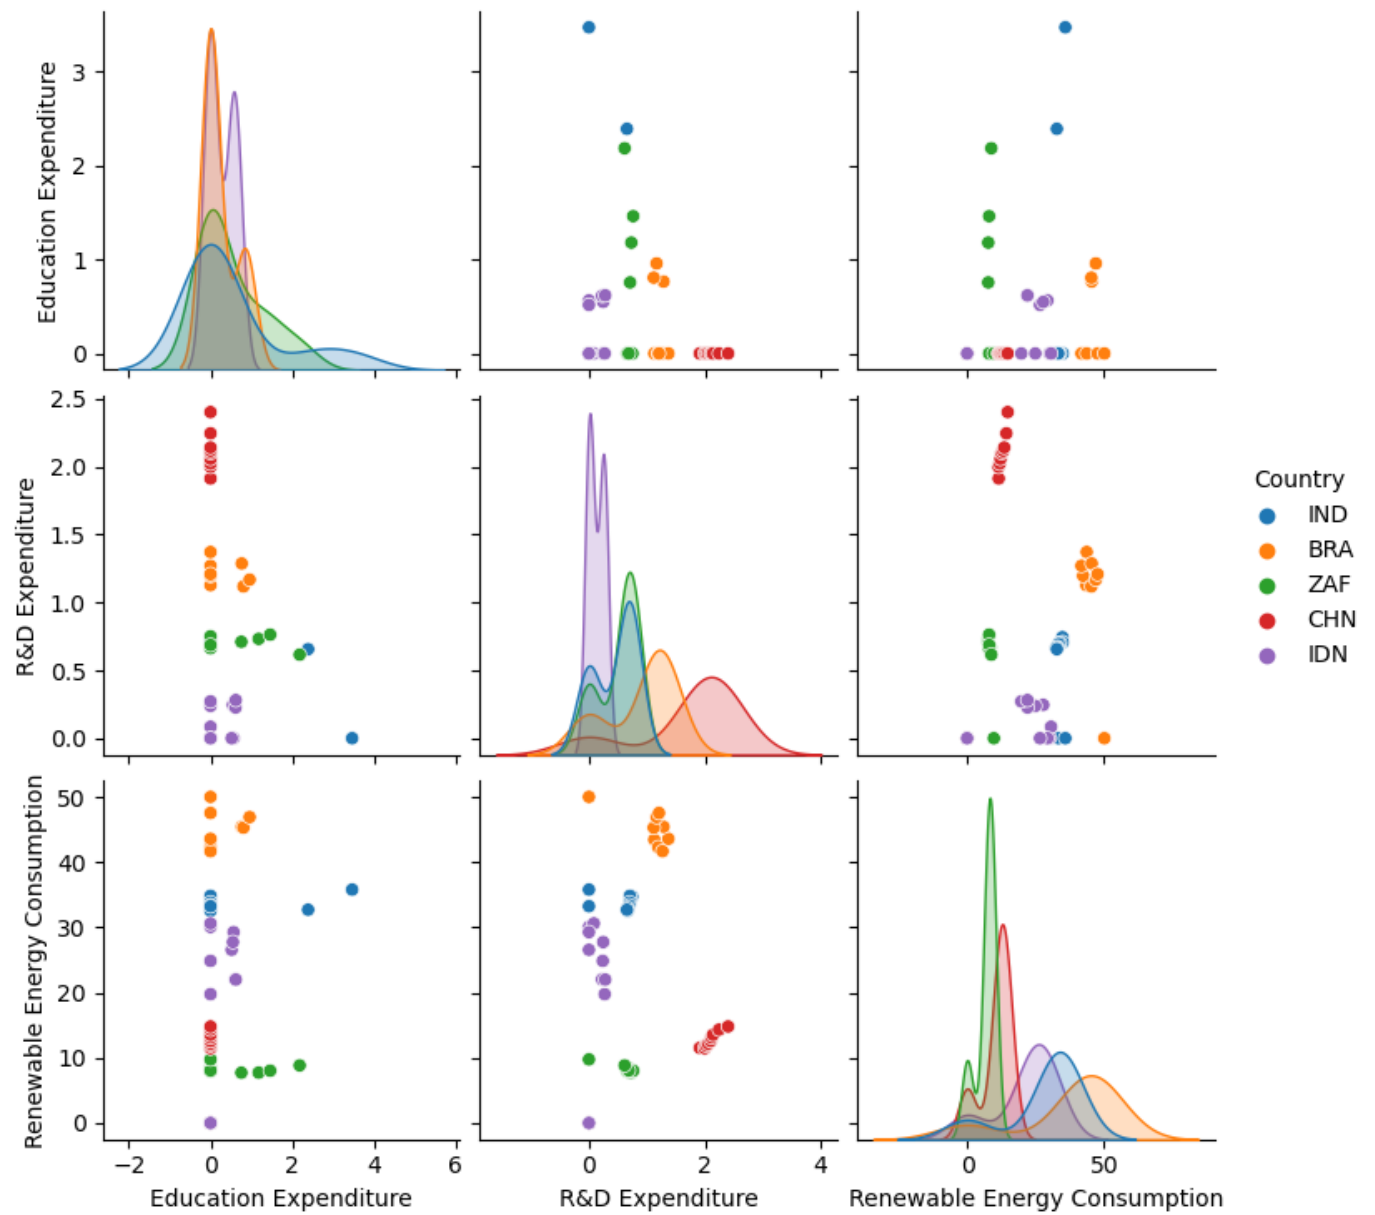 Education Expenditure
3
2
1
0
R&D Expenditure
2.5
2.0
1.5
1.0
0.5
0.0
Country
IND
BRA
ZAF
CHN
IDN
Renewable Energy Consumption
50
40
30
20
10
0
−2 0 2 4 6
0 2 4
0 50
Education Expenditure
R&D Expenditure
Renewable Energy Consumption